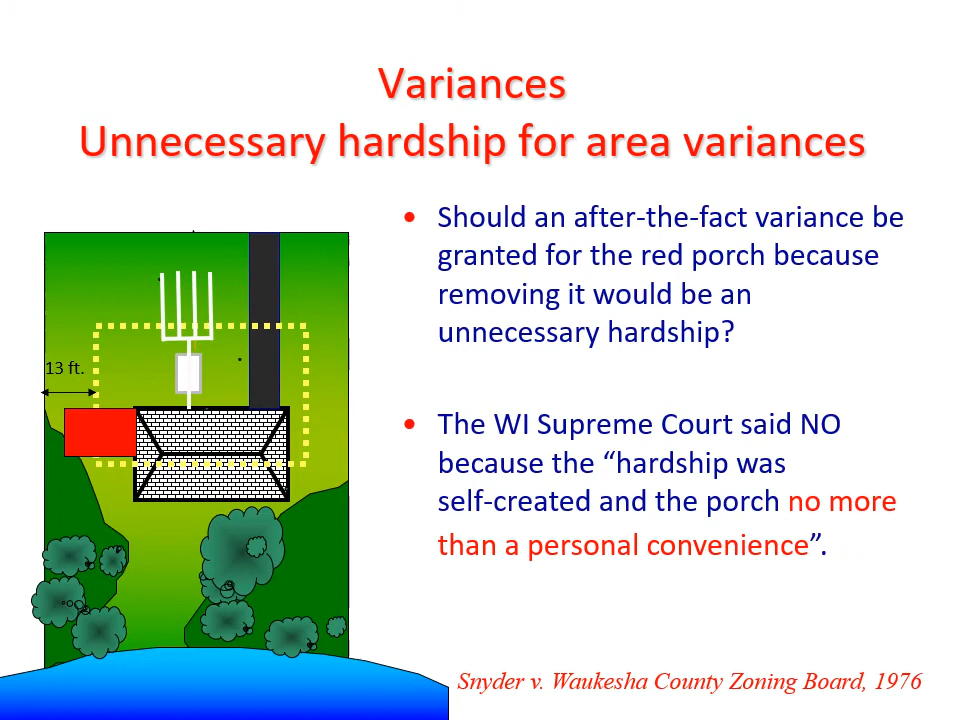 Variances
Unnecessary hardship for area variances
• Should an after-the-fact variance be
granted for the red porch because
removing it would be an
unnecessary hardship?
13 ft.
• The WI Supreme Court said NO
because the “hardship was
self-created and the porch no more
than a personal convenience”.
Snyder v. Waukesha County Zoning Board, 1976